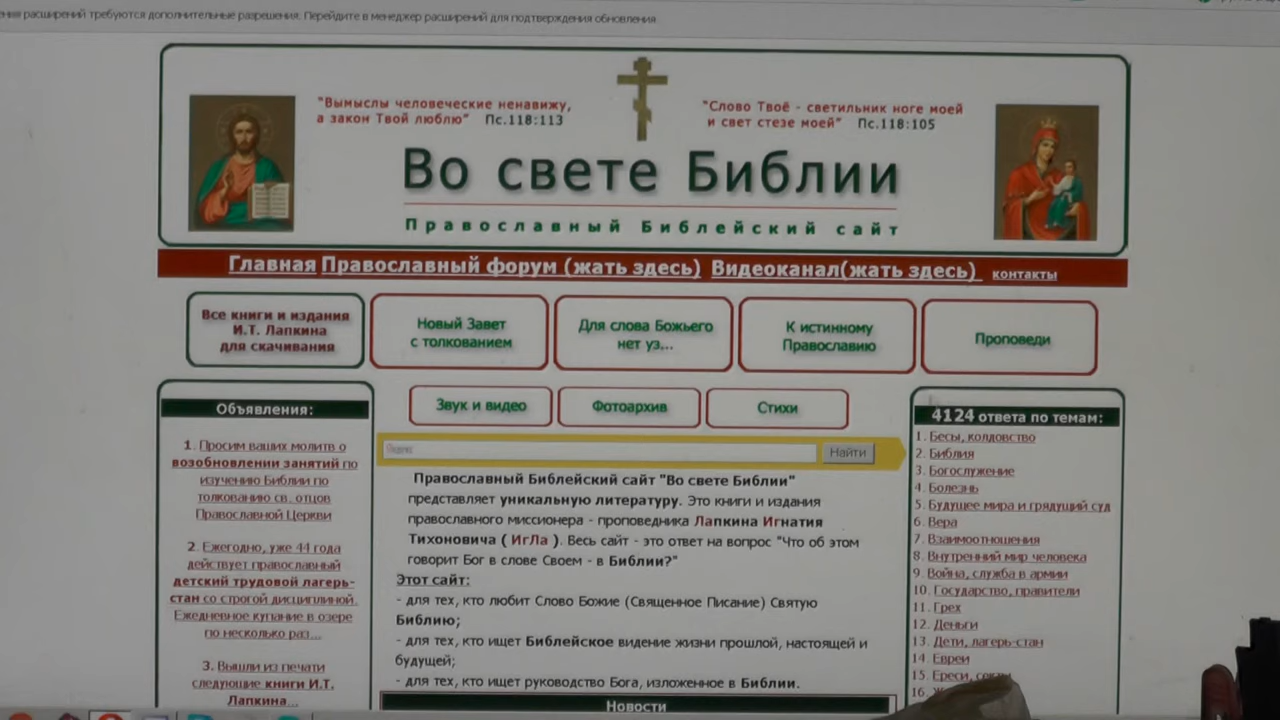 расширений требуются дополнительные разрешения. Перейдите в менеджер расширений для подтверждения обновления.
"Вымыслы человеческие ненавижу,
а закон Твой люблю" Пс.118:113
"Слово Твоё - светильник ноге моей
и свет стезе моей" Пс.118:105
Во свете Библии
Православный Библейский сайт
Главная Православный форум (жать здесь) Видеоканал(жать здесь) контакты
Все книги и издания
И.Т. Лапкина
для скачивания
Новый Завет
с толкованием
Для слова Божьего
нет уз,..
К истинному
Православию
Проповеди
Звук и видео
Фотоархив
Стихи
Объявления:
1. Просим ваших молитв о
возобновлении занятий по
изучению Библии по
толкованию св. отцов
Православной Церкви
2. Ежегодно, уже 44 года
действует православный
детский трудовой лагерь-
стан со строгой дисциплиной.
Ежедневное купание в озере
по несколько раз...
3. Вышли из печати
следующие книги И.Т.
Лапкина...
Найти
Православный Библейский сайт "Во свете Библии"
представляет уникальную литературу. Это книги и издания
православного миссионера - проповедника Лапкина Игнатия
Тихоновича ( ИгЛа ). Весь сайт - это ответ на вопрос "Что об этом
говорит Бог в слове Своем - в Библии?"
Этот сайт:
- для тех, кто любит Слово Божие (Священное Писание) Святую
Библию;
- для тех, кто ищет Библейское видение жизни прошлой, настоящей и
будущей;
- для тех, кто ищет руководство Бога, изложенное в Библии.
Новости
4124 ответа по темам:
1. Бесы, колдовство
2. Библия
3. Богослужение
4. Болезнь
5. Будущее мира и грядущий суд
6. Вера
7. Взаимоотношения
8. Внутренний мир человека
9. Война, служба в армии
10. Государство, правители
11. Грех
12. Деньги
13. Дети, лагерь-стан
14. Евреи
15. Ереси,
16.